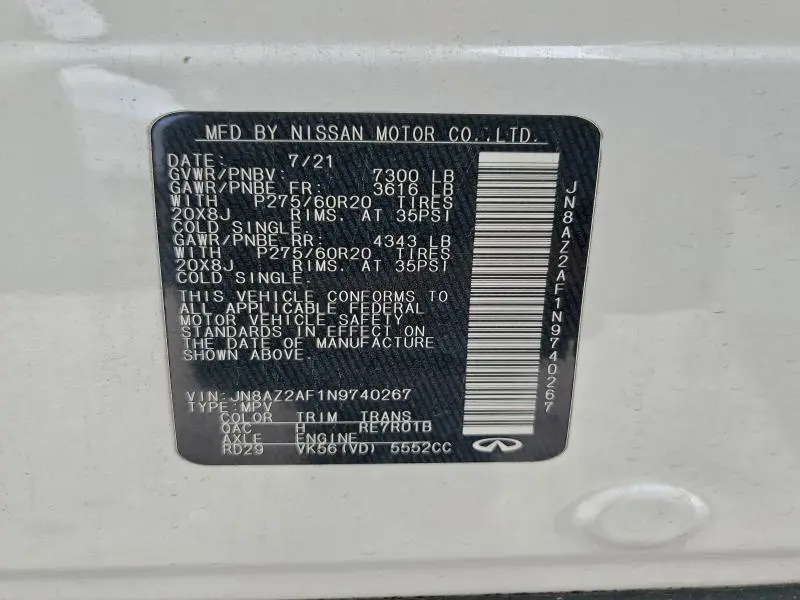 MFD BY NISSAN MOTOR CO.,LTD.
DATE: 7/21
GVWR/PNBV: 7300 LB
GAWR/PNBE FR: 3616 LB
WITH P275/60R20 TIRES
20X8J RIMS. AT 35PSI
COLD SINGLE.
GAWR/PNBE RR: 4343 LB
WITH P275/60R20 TIRES
20X8J RIMS. AT 35PSI
COLD SINGLE.
THIS VEHICLE CONFORMS TO
ALL APPLICABLE FEDERAL
MOTOR VEHICLE SAFETY
STANDARDS IN EFFECT ON
THE DATE OF MANUFACTURE
SHOWN ABOVE.
VIN: JN8AZ2AF1N9740267
TYPE: MPV
COLOR TRIM TRANS
QAC H RE7R01B
AXLE ENGINE
RD29 VK56(VD) 5552CC
JN8AZ2AF1N9740267